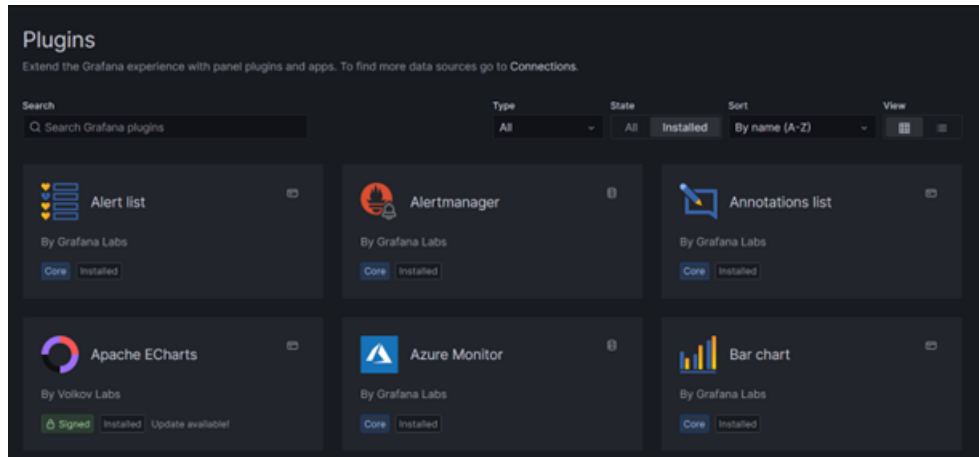 Plugins
Extend the Grafana experience with panel plugins and apps. To find more data sources go to Connections.
Search Type State Sort View
Search Grafana plugins All All Installed By name (A-Z)
Alert list Alertmanager Annotations list
By Grafana Labs By Grafana Labs By Grafana Labs
Core Installed Core Installed Core Installed
Apache ECharts Azure Monitor Bar chart
By Volkov Labs By Grafana Labs By Grafana Labs
Signed Installed Update available! Core Installed Core Installed